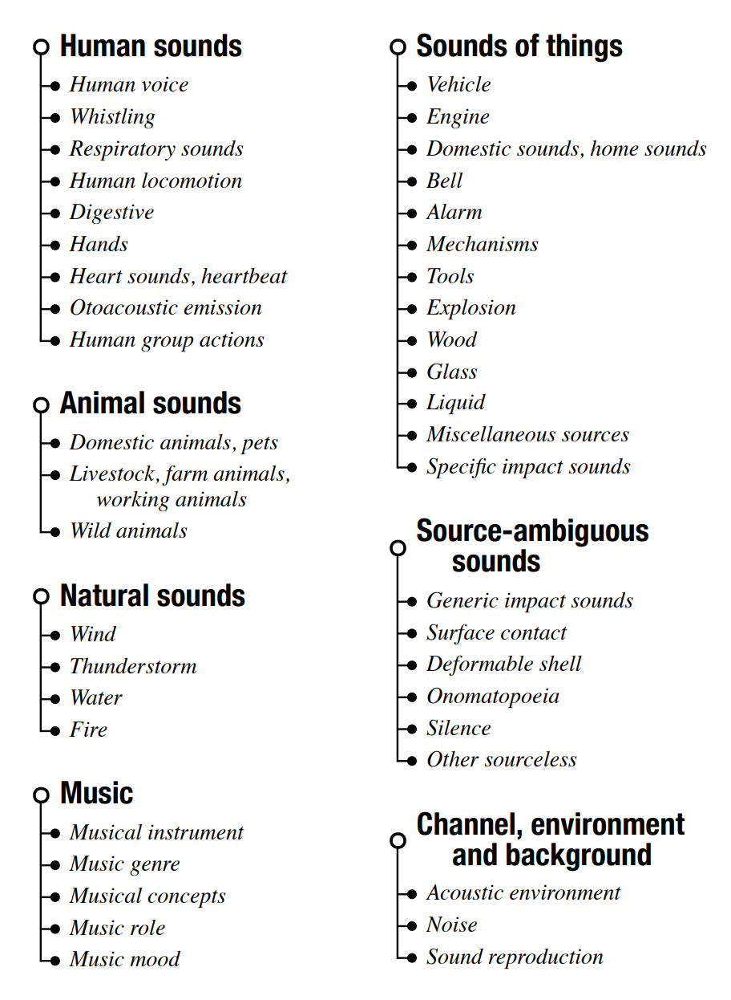 Human sounds
Human voice
Whistling
Respiratory sounds
Human locomotion
Digestive
Hands
Heart sounds, heartbeat
Otoacoustic emission
Human group actions
Animal sounds
Domestic animals, pets
Livestock, farm animals,
working animals
Wild animals
Natural sounds
Wind
Thunderstorm
Water
Fire
Music
Musical instrument
Music genre
Musical concepts
Music role
Music mood
Sounds of things
Vehicle
Engine
Domestic sounds, home sounds
Bell
Alarm
Mechanisms
Tools
Explosion
Wood
Glass
Liquid
Miscellaneous sources
Specific impact sounds
Source-ambiguous
sounds
Generic impact sounds
Surface contact
Deformable shell
Onomatopoeia
Silence
Other sourceless
Channel, environment
and background
Acoustic environment
Noise
Sound reproduction